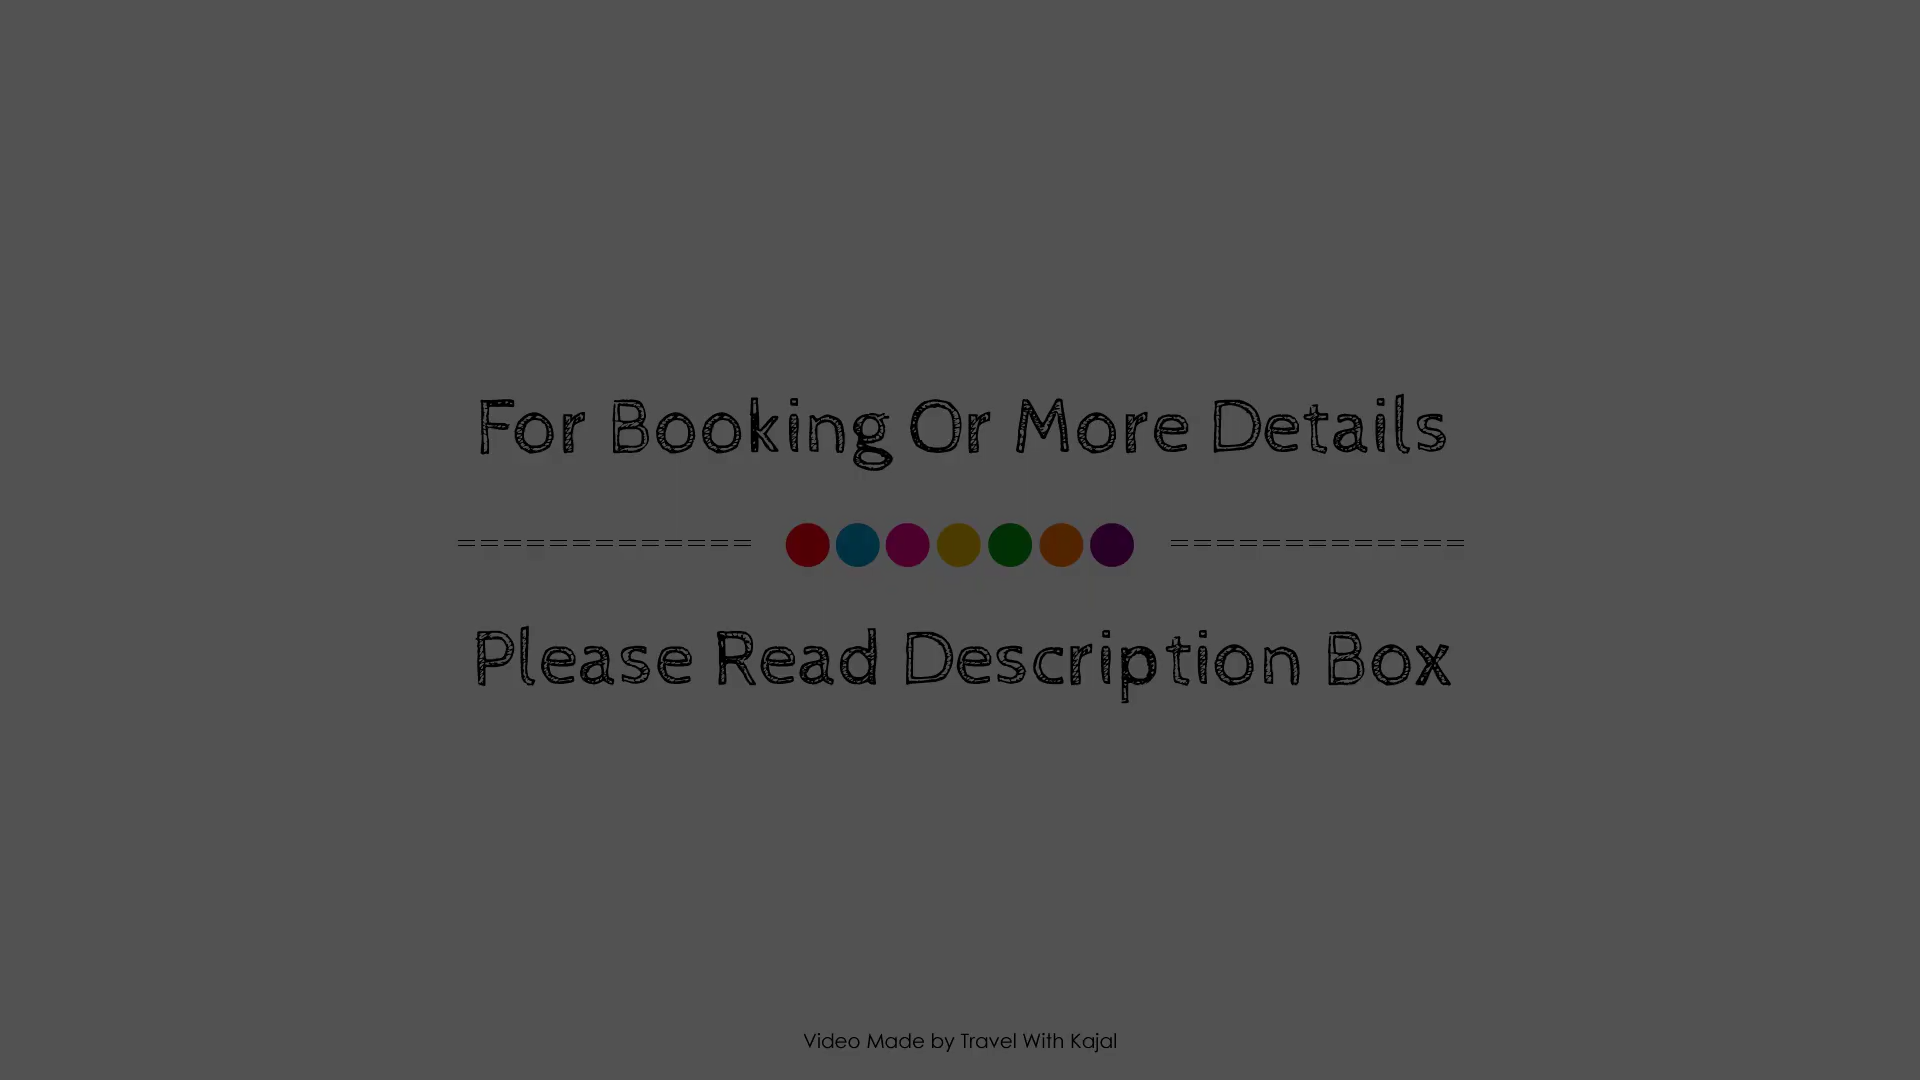 For Booking Or More Details
============= =============
Please Read Description Box
Video Made by Travel With Kajal